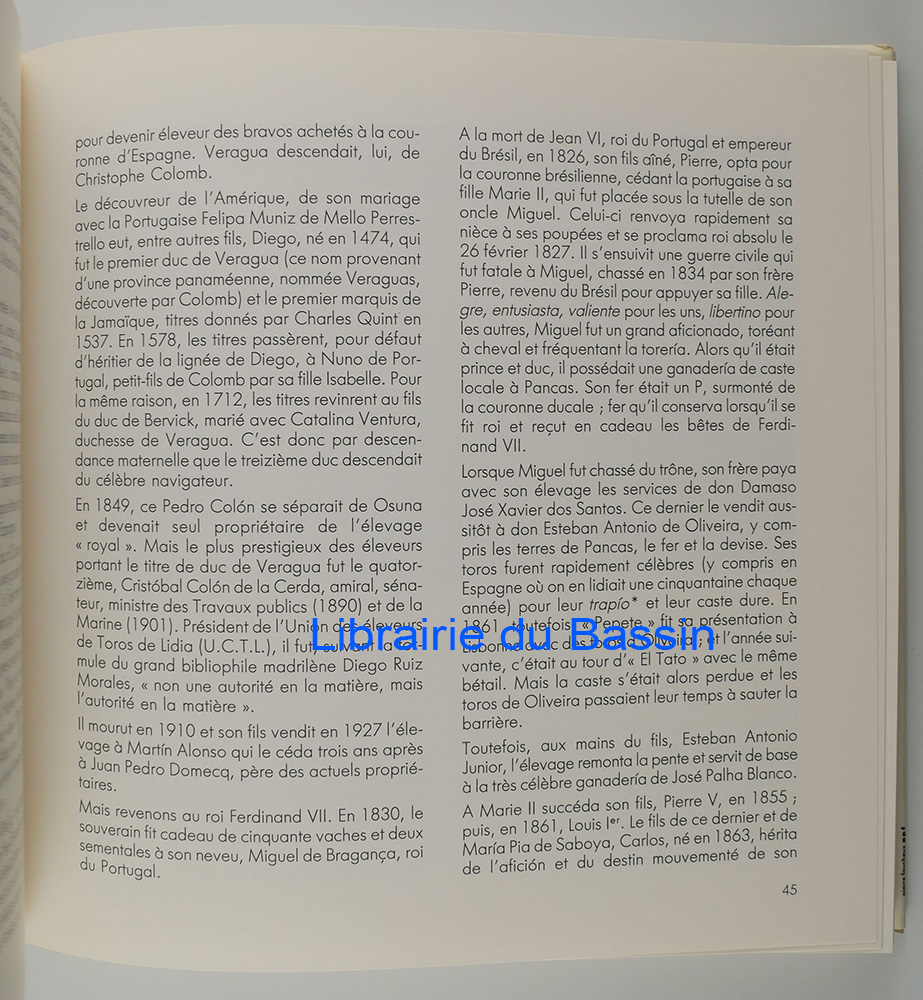 pour devenir éleveur des bravos achetés à la cou-
ronne d'Espagne. Veragua descendait, lui, de
Christophe Colomb.
Le découvreur de l'Amérique, de son mariage
avec la Portugaise Felipa Muniz de Mello Perres-
trello eut, entre autres fils, Diego, né en 1474, qui
fut le premier duc de Veragua (ce nom provenant
d'une province panaméenne, nommée Veraguas,
découverte par Colomb) et le premier marquis de
la Jamaïque, titres donnés par Charles Quint en
1537. En 1578, les titres passèrent, pour défaut
d'héritier de la lignée de Diego, à Nuno de Por-
tugal, petit-fils de Colomb par sa fille Isabelle. Pour
la même raison, en 1712, les titres revinrent au fils
du duc de Bervick, marié avec Catalina Ventura,
duchesse de Veragua. C'est donc par descen-
dance maternelle que le treizième duc descendait
du célèbre navigateur.
En 1849, ce Pedro Colón se séparait de Osuna
et devenait seul propriétaire de l'élevage
« royal ». Mais le plus prestigieux des éleveurs
portant le titre de duc de Veragua fut le quator-
zième, Cristóbal Colón de la Cerda, amiral, séna-
teur, ministre des Travaux publics (1890) et de la
Marine (1901). Président de l'Union des éleveurs
de Toros de Lidia (U.C.T.L.), il fut, suivant la for-
mule du grand bibliophile madrilène Diego Ruiz
Morales, « non une autorité en la matière, mais
l'autorité en la matière ».
Il mourut en 1910 et son fils vendit en 1927 l'éle-
vage à Martín Alonso qui le céda trois ans après
à Juan Pedro Domecq, père des actuels proprié-
taires.
Mais revenons au roi Ferdinand VII. En 1830, le
souverain fit cadeau de cinquante vaches et deux
sementales à son neveu, Miguel de Bragança, roi
du Portugal.
A la mort de Jean VI, roi du Portugal et empereur
du Brésil, en 1826, son fils aîné, Pierre, opta pour
la couronne brésilienne, cédant la portugaise à sa
fille Marie II, qui fut placée sous la tutelle de son
oncle Miguel. Celui-ci renvoya rapidement sa
nièce à ses poupées et se proclama roi absolu le
26 février 1827. Il s'ensuivit une guerre civile qui
fut fatale à Miguel, chassé en 1834 par son frère
Pierre, revenu du Brésil pour appuyer sa fille. Ale-
gre, entusiasta, valiente pour les uns, libertino pour
les autres, Miguel fut un grand aficionado, toréant
à cheval et fréquentant la torería. Alors qu'il était
prince et duc, il possédait une ganadería de caste
locale à Pancas. Son fer était un P, surmonté de
la couronne ducale ; fer qu'il conserva lorsqu'il se
fit roi et reçut en cadeau les bêtes de Ferdi-
nand VII.
Lorsque Miguel fut chassé du trône, son frère paya
avec son élevage les services de don Damaso
José Xavier dos Santos. Ce dernier le vendit aus-
sitôt à don Esteban Antonio de Oliveira, y com-
pris les terres de Pancas, le fer et la devise. Ses
toros furent rapidement célèbres (y compris en
Espagne où on en lidiait une cinquantaine chaque
année) pour leur trapío* et leur caste dure. En
1861, toutefois, « Pepete » fit sa présentation à
Lisbonne avec des toros d'Oliveira ; et l'année sui-
vante, c'était au tour d'« El Tato » avec le même
bétail. Mais la caste s'était alors perdue et les
toros de Oliveira passaient leur temps à sauter la
barrière.
Toutefois, aux mains du fils, Esteban Antonio
Junior, l'élevage remonta la pente et servit de base
à la très célèbre ganadería de José Palha Blanco.
A Marie II succéda son fils, Pierre V, en 1855 ;
puis, en 1861, Louis Ier. Le fils de ce dernier et de
María Pia de Saboya, Carlos, né en 1863, hérita
de l'afición et du destin mouvementé de son
45
Librairie du Bassin